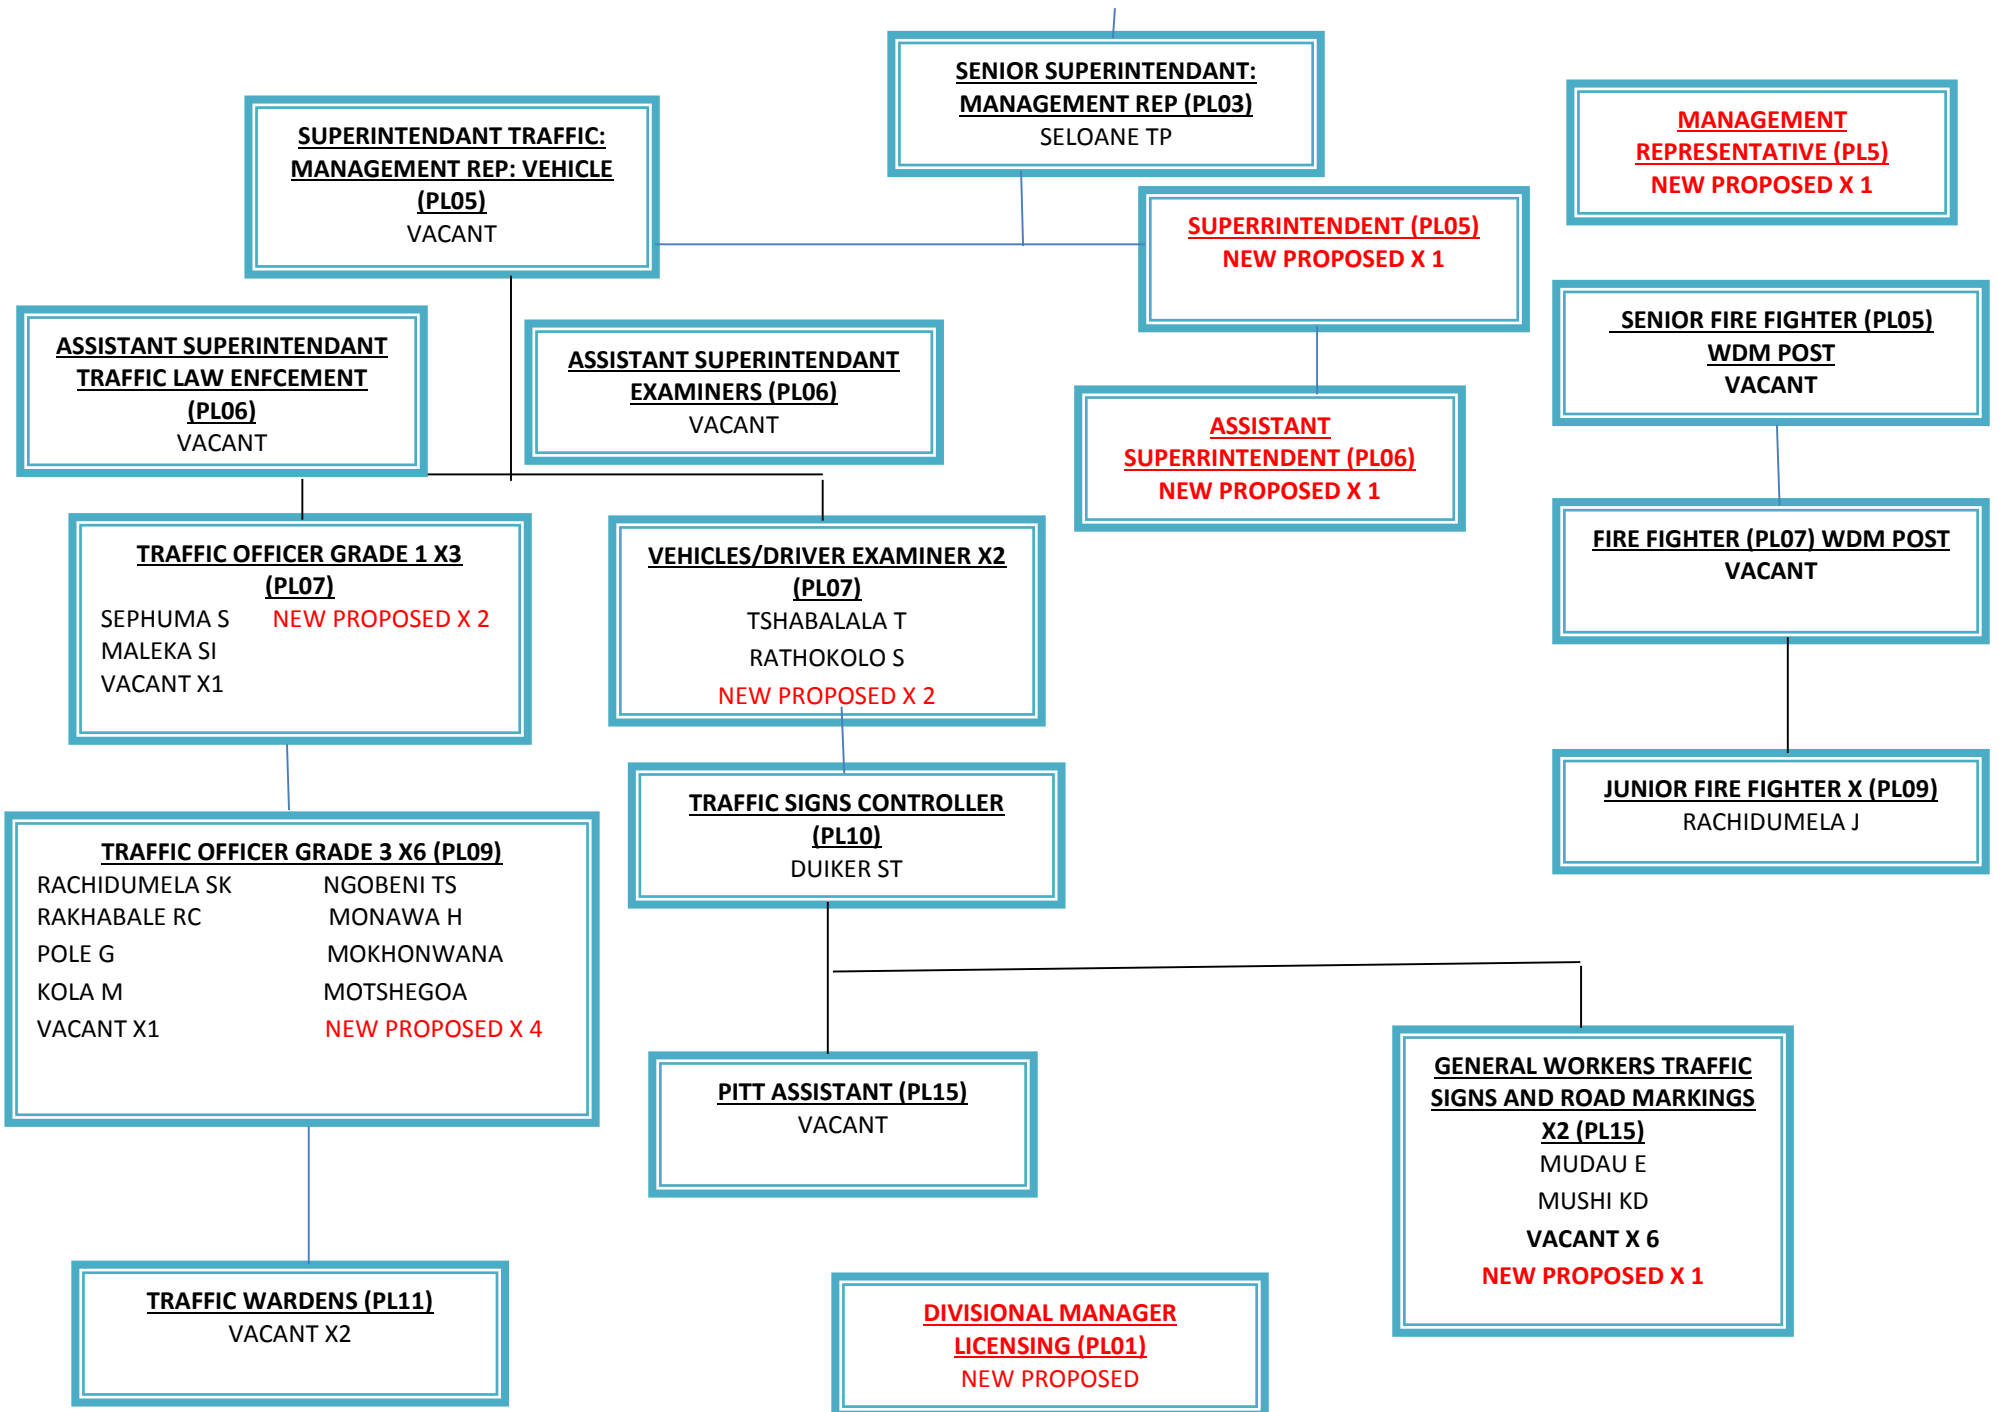 SENIOR SUPERINTENDANT:
MANAGEMENT REP (PL03)
SELOANE TP
SUPERINTENDANT TRAFFIC:
MANAGEMENT REP: VEHICLE
(PL05)
VACANT
MANAGEMENT
REPRESENTATIVE (PL5)
NEW PROPOSED X 1
SUPERRINTENDENT (PL05)
NEW PROPOSED X 1
ASSISTANT SUPERINTENDANT
TRAFFIC LAW ENFCEMENT
(PL06)
VACANT
ASSISTANT SUPERINTENDANT
EXAMINERS (PL06)
VACANT
ASSISTANT
SUPERRINTENDENT (PL06)
NEW PROPOSED X 1
SENIOR FIRE FIGHTER (PL05)
WDM POST
VACANT
TRAFFIC OFFICER GRADE 1 X3
(PL07)
SEPHUMA S NEW PROPOSED X 2
MALEKA SI
VACANT X1
VEHICLES/DRIVER EXAMINER X2
(PL07)
TSHABALALA T
RATHOKOLO S
NEW PROPOSED X 2
FIRE FIGHTER (PL07) WDM POST
VACANT
TRAFFIC SIGNS CONTROLLER
(PL10)
DUIKER ST
JUNIOR FIRE FIGHTER X (PL09)
RACHIDUMELA J
TRAFFIC OFFICER GRADE 3 X6 (PL09)
RACHIDUMELA SK NGOBENI TS
RAKHABALE RC MONAWA H
POLE G MOKHONWANA
KOLA M MOTSHEGOA
VACANT X1 NEW PROPOSED X 4
PITT ASSISTANT (PL15)
VACANT
GENERAL WORKERS TRAFFIC
SIGNS AND ROAD MARKINGS
X2 (PL15)
MUDAU E
MUSHI KD
VACANT X 6
NEW PROPOSED X 1
TRAFFIC WARDENS (PL11)
VACANT X2
DIVISIONAL MANAGER
LICENSING (PL01)
NEW PROPOSED